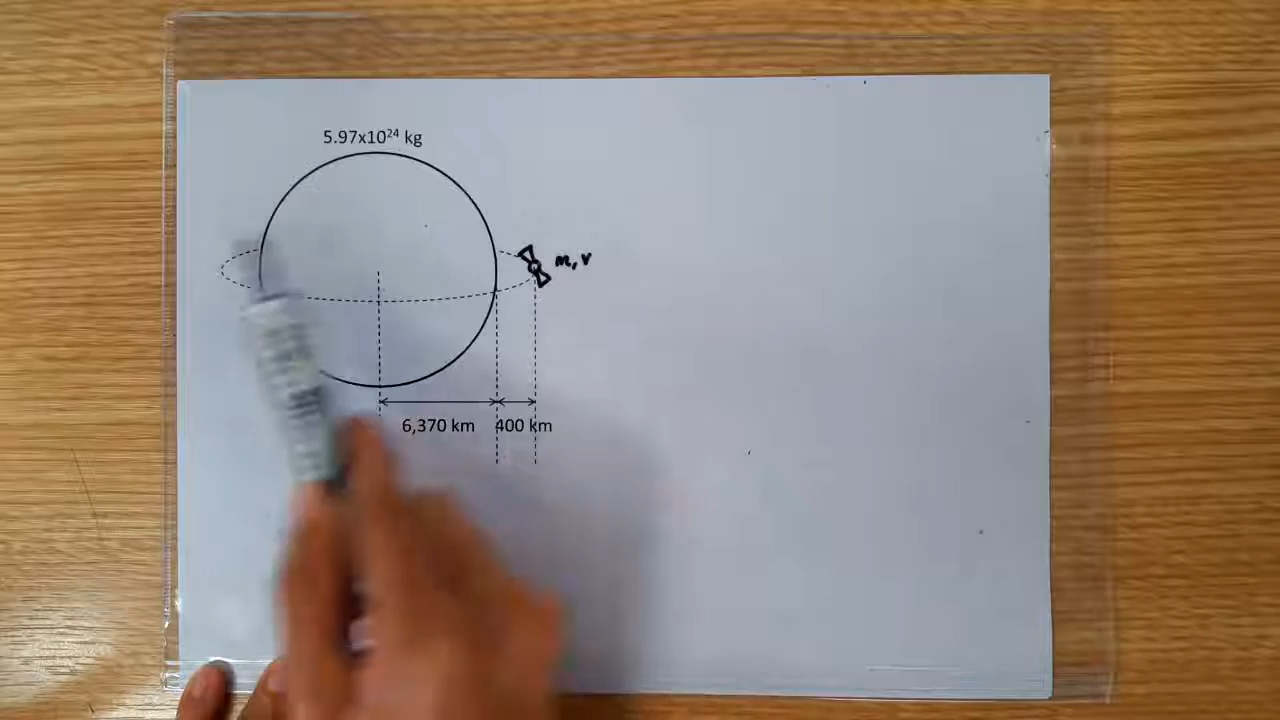 5.97x10²⁴ kg
m, v
6,370 km
400 km